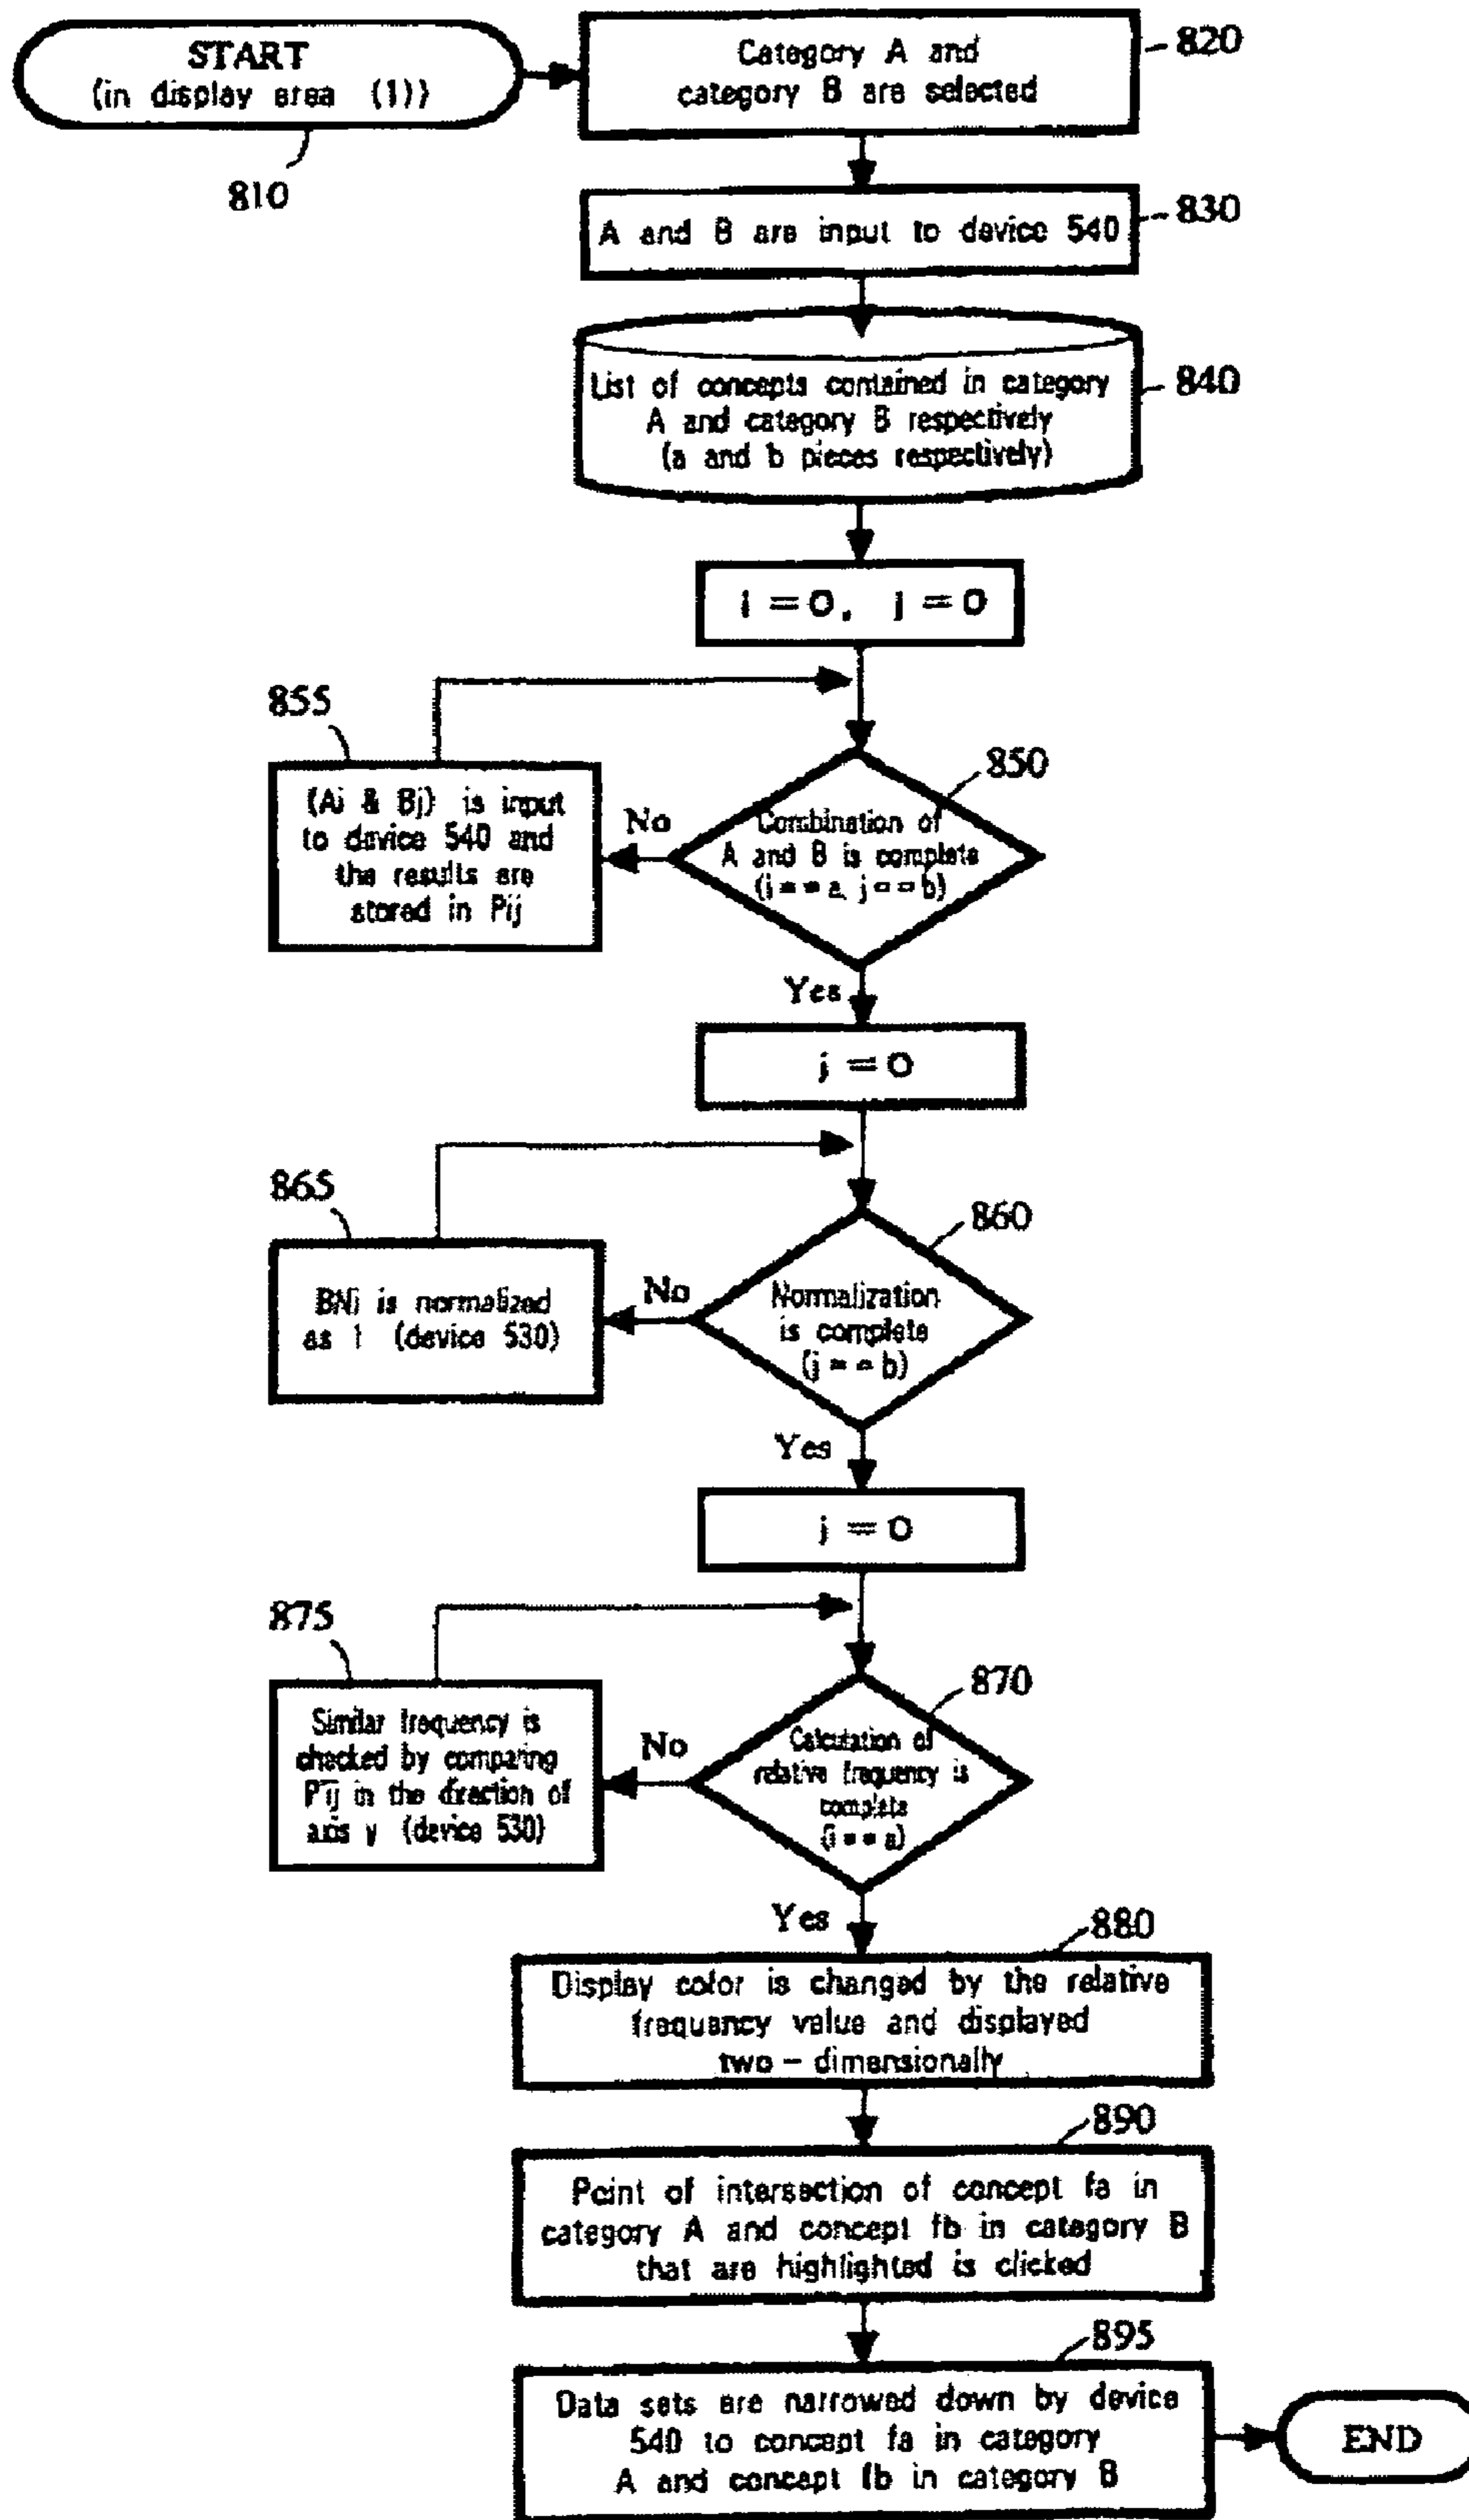 START
(in display area (1))
810
Category A and
category B are selected
820
A and B are input to device 540
830
List of concepts contained in category
A and category B respectively
(a and b pieces respectively)
840
i = 0, j = 0
855
(Ai & Bj) is input
to device 540 and
the results are
stored in Pij
No
850
Combination of
A and B is complete
(i == a, j == b)
Yes
j = 0
865
BNj is normalized
as 1 (device 530)
No
860
Normalization
is complete
(j == b)
Yes
j = 0
875
Similar frequency is
checked by comparing
Pij in the direction of
axis y (device 530)
No
870
Calculation of
relative frequency is
complete
(i == a)
Yes
880
Display color is changed by the relative
frequency value and displayed
two - dimensionally
890
Point of intersection of concept fa in
category A and concept fb in category B
that are highlighted is clicked
895
Data sets are narrowed down by device
540 to concept fa in category
A and concept fb in category B
END